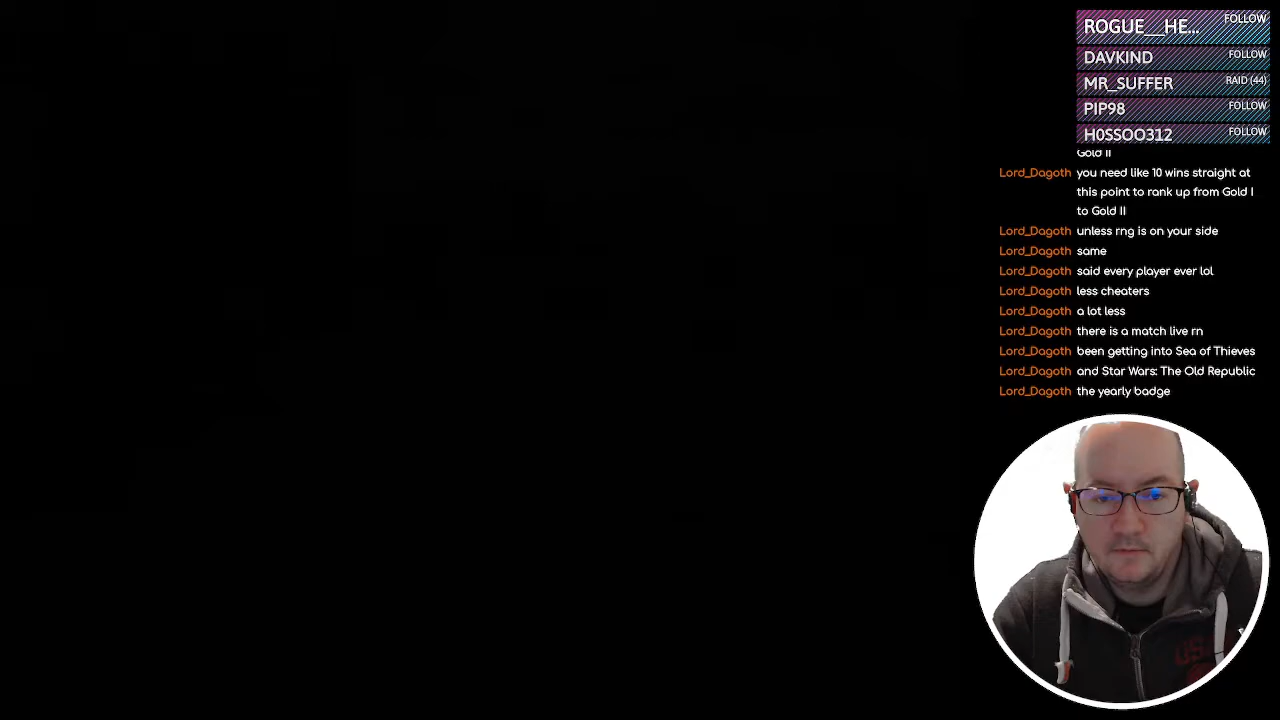 ROGUE__HE... FOLLOW
DAVKIND FOLLOW
MR_SUFFER RAID (44)
PIP98 FOLLOW
H0SSOO312 FOLLOW
Gold II
Lord_Dagoth you need like 10 wins straight at
this point to rank up from Gold I
to Gold II
Lord_Dagoth unless rng is on your side
Lord_Dagoth same
Lord_Dagoth said every player ever lol
Lord_Dagoth less cheaters
Lord_Dagoth a lot less
Lord_Dagoth there is a match live rn
Lord_Dagoth been getting into Sea of Thieves
Lord_Dagoth and Star Wars: The Old Republic
Lord_Dagoth the yearly badge